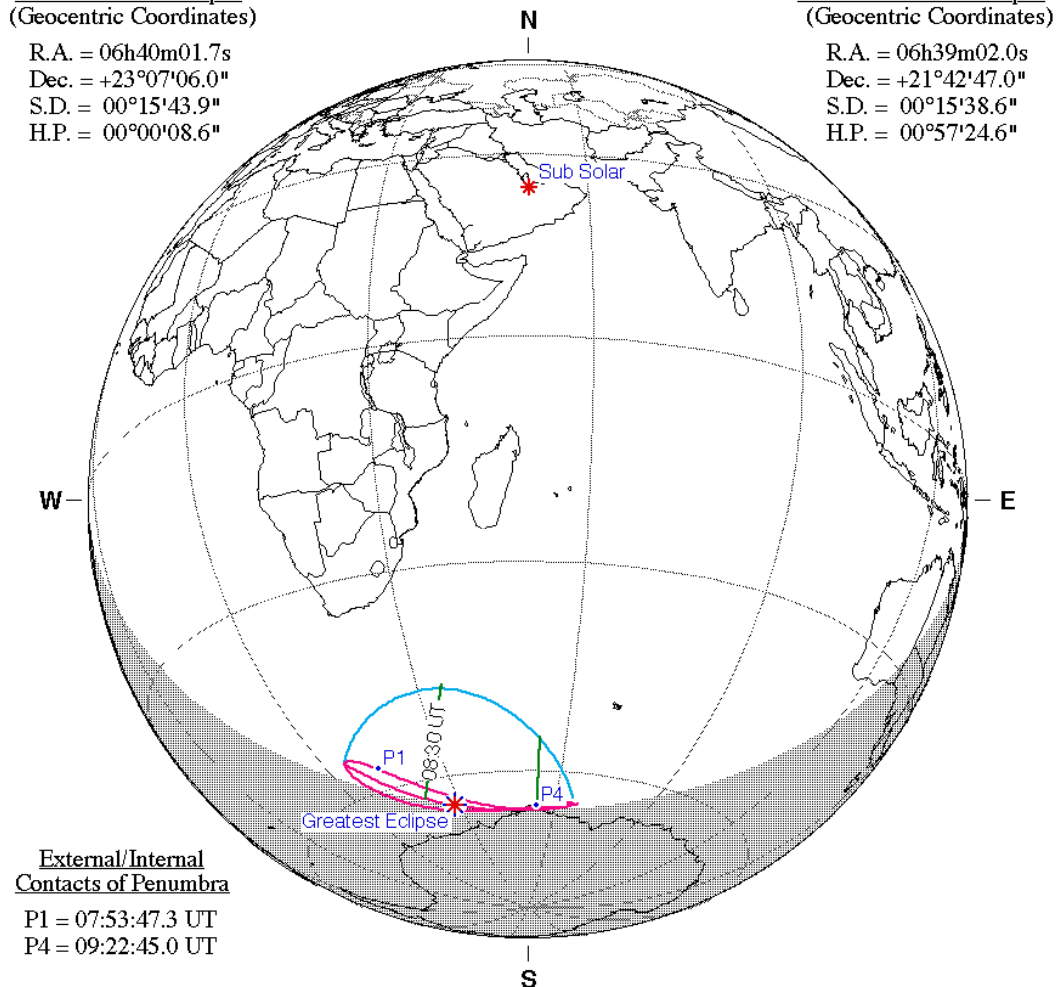 (Geocentric Coordinates)
R.A. = 06h40m01.7s
Dec. = +23°07'06.0"
S.D. = 00°15'43.9"
H.P. = 00°00'08.6"
(Geocentric Coordinates)
R.A. = 06h39m02.0s
Dec. = +21°42'47.0"
S.D. = 00°15'38.6"
H.P. = 00°57'24.6"
N
Sub Solar
W
E
08:30 UT
P1
P4
Greatest Eclipse
External/Internal
Contacts of Penumbra
P1 = 07:53:47.3 UT
P4 = 09:22:45.0 UT
S